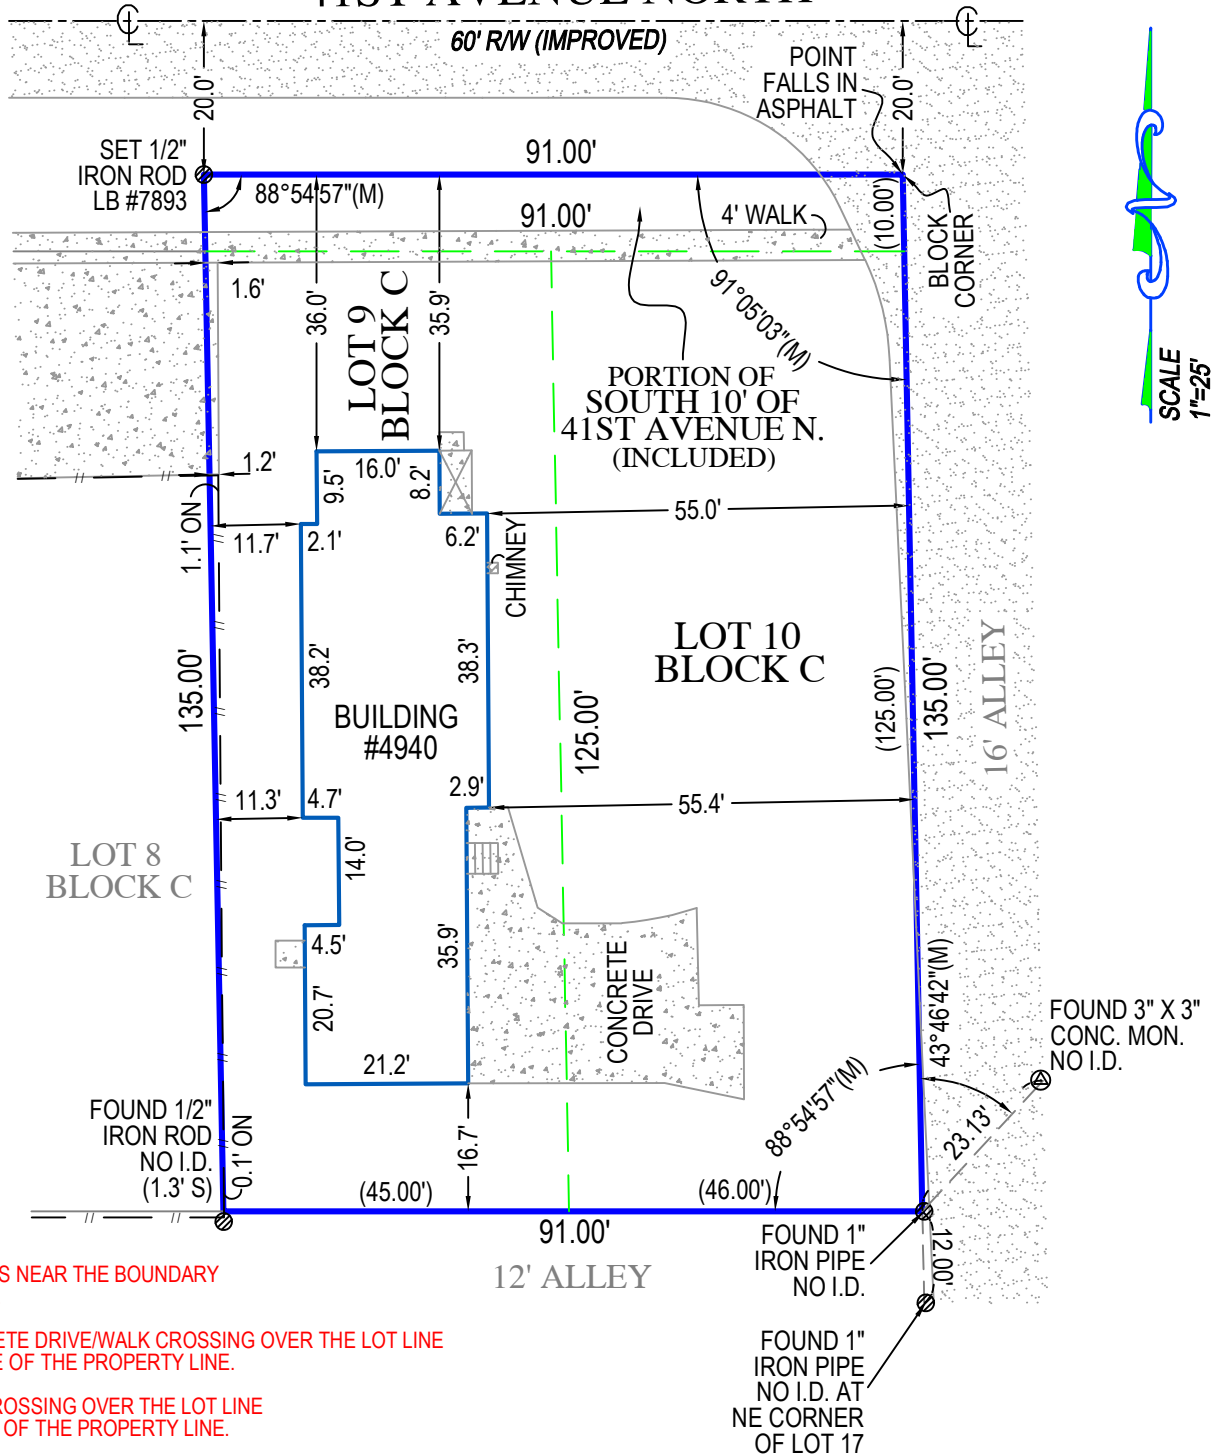 41ST AVENUE NORTH
60' R/W (IMPROVED)
20.0'
POINT
FALLS IN
ASPHALT
20.0'
SET 1/2"
IRON ROD
LB #7893
91.00'
88°54'57"(M)
91.00'
4' WALK
(10.00')
BLOCK
CORNER
1.6'
36.0'
LOT 9
BLOCK C
35.9'
91°05'03"(M)
SCALE
1"=25'
PORTION OF
SOUTH 10' OF
41ST AVENUE N.
(INCLUDED)
1.2'
16.0'
9.5'
8.2'
1.1' ON
11.7'
2.1'
6.2'
55.0'
CHIMNEY
38.2'
38.3'
LOT 10
BLOCK C
135.00'
BUILDING
#4940
125.00'
(125.00')
135.00'
16' ALLEY
11.3'
4.7'
2.9'
55.4'
LOT 8
BLOCK C
14.0'
4.5'
35.9'
20.7'
CONCRETE
DRIVE
43°46'42"(M)
FOUND 3" X 3"
CONC. MON.
NO I.D.
21.2'
88°54'57"(M)
23.13'
FOUND 1/2"
IRON ROD
NO I.D.
(1.3' S)
0.1' ON
16.7'
(45.00')
(46.00')
91.00'
FOUND 1"
IRON PIPE
NO I.D.
12.00'
12' ALLEY
S NEAR THE BOUNDARY
ETE DRIVE/WALK CROSSING OVER THE LOT LINE
E OF THE PROPERTY LINE.
ROSSING OVER THE LOT LINE
OF THE PROPERTY LINE.
FOUND 1"
IRON PIPE
NO I.D. AT
NE CORNER
OF LOT 17